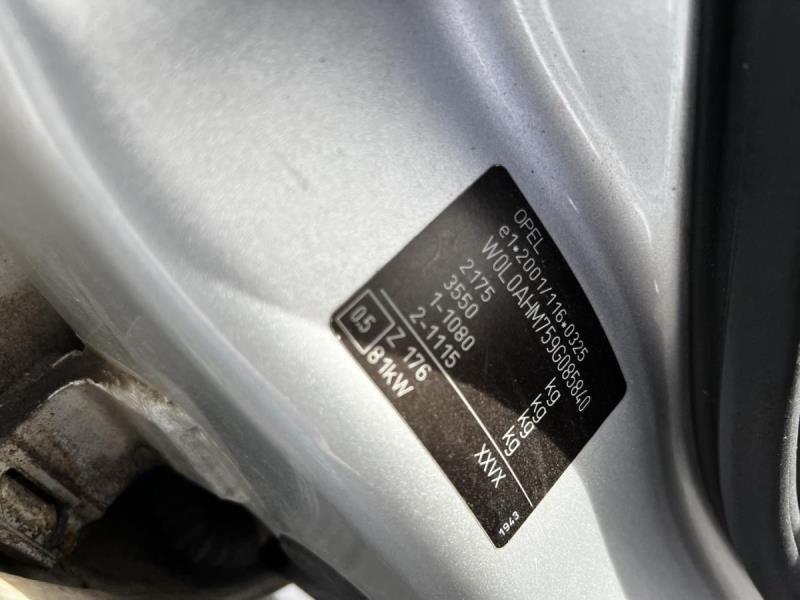 OPEL
e1*2001/116*0325
W0L0AHM759G085840
2175 kg
3550 kg
1-1080 kg
2-1115 kg
0.5 Z 176 XXVX
81kW
1943